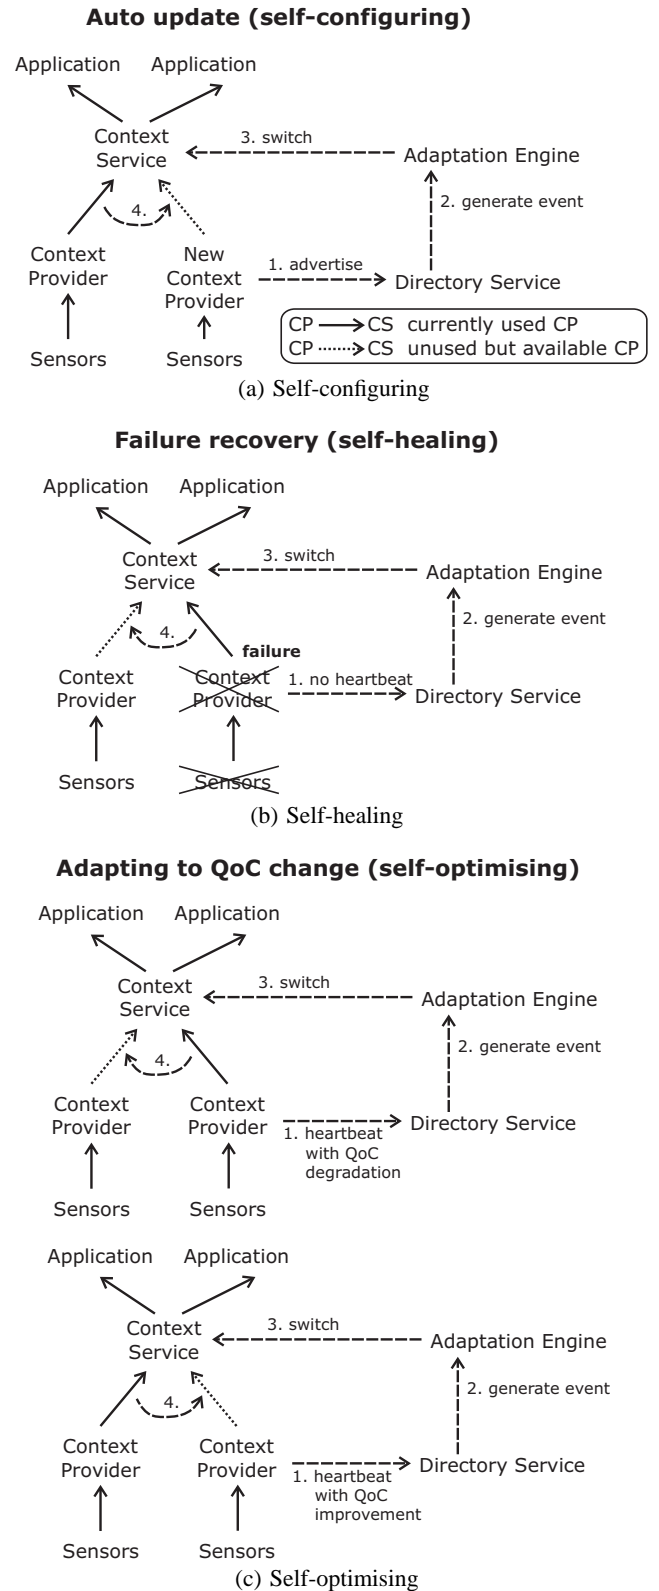 Auto update (self-configuring)
Application Application
Context
Service
3. switch
Adaptation Engine
2. generate event
4.
Context
Provider
New
Context
Provider
1. advertise
Directory Service
CP CS currently used CP
CP CS unused but available CP
Sensors Sensors
(a) Self-configuring
Failure recovery (self-healing)
Application Application
Context
Service
3. switch
Adaptation Engine
2. generate event
4.
failure
Context
Provider
Context
Provider
1. no heartbeat
Directory Service
Sensors Sensors
(b) Self-healing
Adapting to QoC change (self-optimising)
Application Application
Context
Service
3. switch
Adaptation Engine
2. generate event
4.
Context
Provider
Context
Provider
1. heartbeat
with QoC
degradation
Directory Service
Sensors Sensors
Application Application
Context
Service
3. switch
Adaptation Engine
2. generate event
4.
Context
Provider
Context
Provider
1. heartbeat
with QoC
improvement
Directory Service
Sensors Sensors
(c) Self-optimising